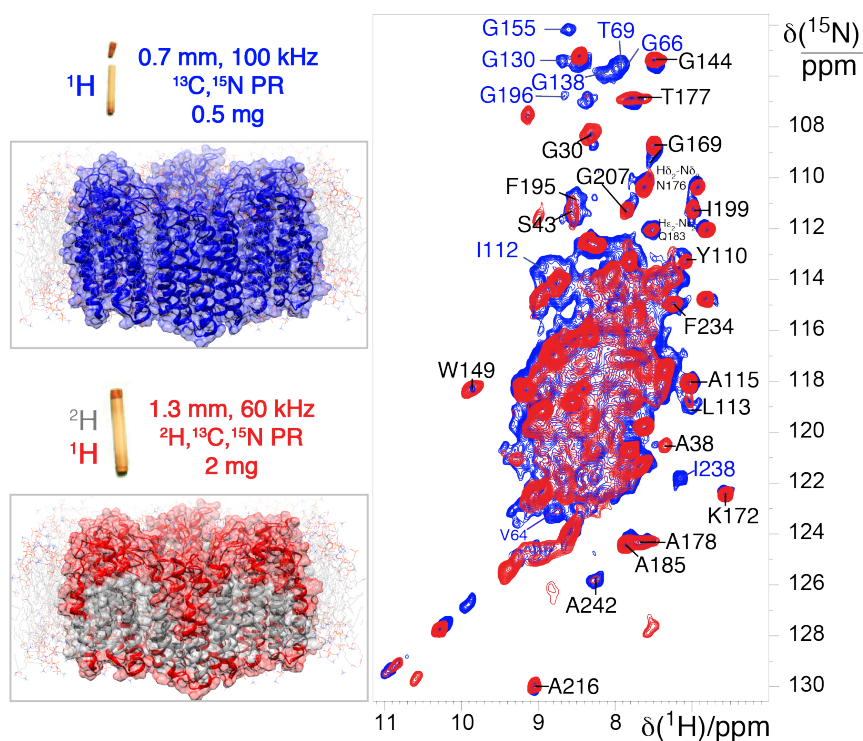 0.7 mm, 100 kHz
¹H
¹³C,¹⁵N PR
0.5 mg
1.3 mm, 60 kHz
²H
¹H
²H,¹³C,¹⁵N PR
2 mg
G155
T69
G130
G66
G138
G144
G196
T177
G30
G169
G207
Hδ₂-Nδ₂
N176
F195
I199
S43
Hε₂-Nε₂
Q183
I112
Y110
F234
W149
A115
L113
A38
I238
K172
V64
A178
A185
A242
A216
δ(¹⁵N)
ppm
108
110
112
114
116
118
120
122
124
126
128
130
11
10
9
8
δ(¹H)/ppm